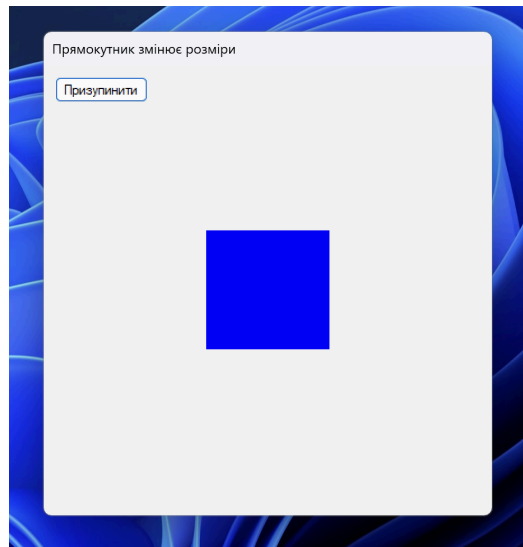 Прямокутник змінює розміри
Призупинити